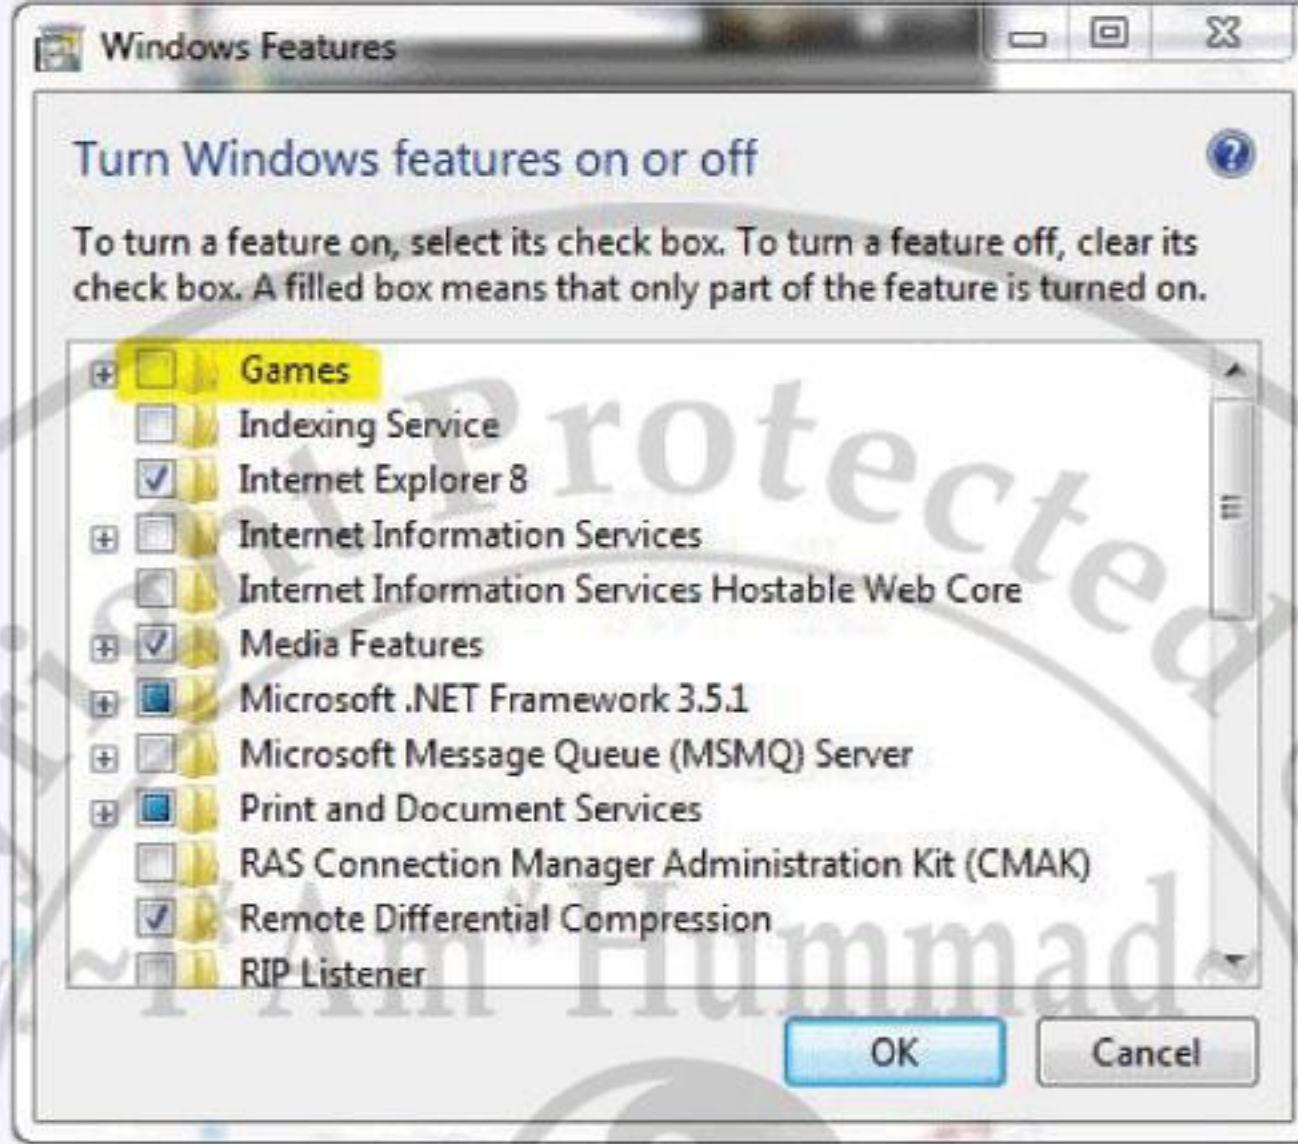 Windows Features
Turn Windows features on or off
To turn a feature on, select its check box. To turn a feature off, clear its
check box. A filled box means that only part of the feature is turned on.
Games
Indexing Service
Internet Explorer 8
Internet Information Services
Internet Information Services Hostable Web Core
Media Features
Microsoft .NET Framework 3.5.1
Microsoft Message Queue (MSMQ) Server
Print and Document Services
RAS Connection Manager Administration Kit (CMAK)
Remote Differential Compression
RIP Listener
OK
Cancel
Protected
Am*Hummad~